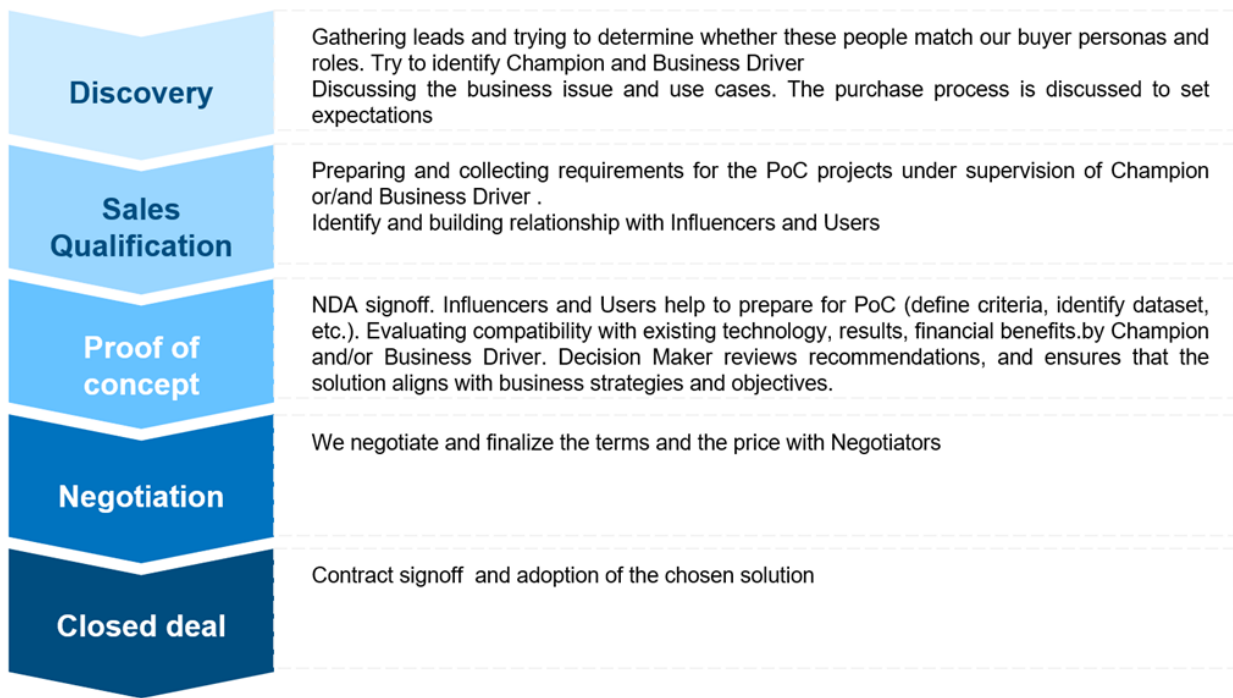 Discovery
Gathering leads and trying to determine whether these people match our buyer personas and
roles. Try to identify Champion and Business Driver
Discussing the business issue and use cases. The purchase process is discussed to set
expectations
Sales
Qualification
Preparing and collecting requirements for the PoC projects under supervision of Champion
or/and Business Driver .
Identify and building relationship with Influencers and Users
Proof of
concept
NDA signoff. Influencers and Users help to prepare for PoC (define criteria, identify dataset,
etc.). Evaluating compatibility with existing technology, results, financial benefits.by Champion
and/or Business Driver. Decision Maker reviews recommendations, and ensures that the
solution aligns with business strategies and objectives.
Negotiation
We negotiate and finalize the terms and the price with Negotiators
Closed deal
Contract signoff  and adoption of the chosen solution